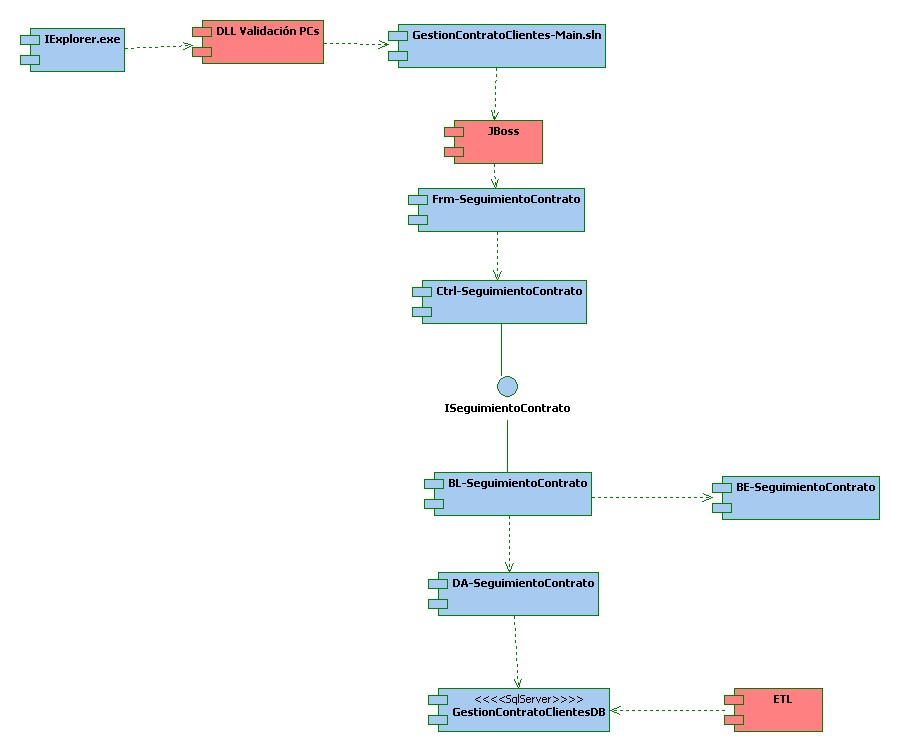 IExplorer.exe
DLL Validación PCs
GestionContratoClientes-Main.sln
JBoss
Frm-SeguimientoContrato
Ctrl-SeguimientoContrato
ISeguimientoContrato
BL-SeguimientoContrato
BE-SeguimientoContrato
DA-SeguimientoContrato
<<<<SqlServer>>>>
GestionContratoClientesDB
ETL